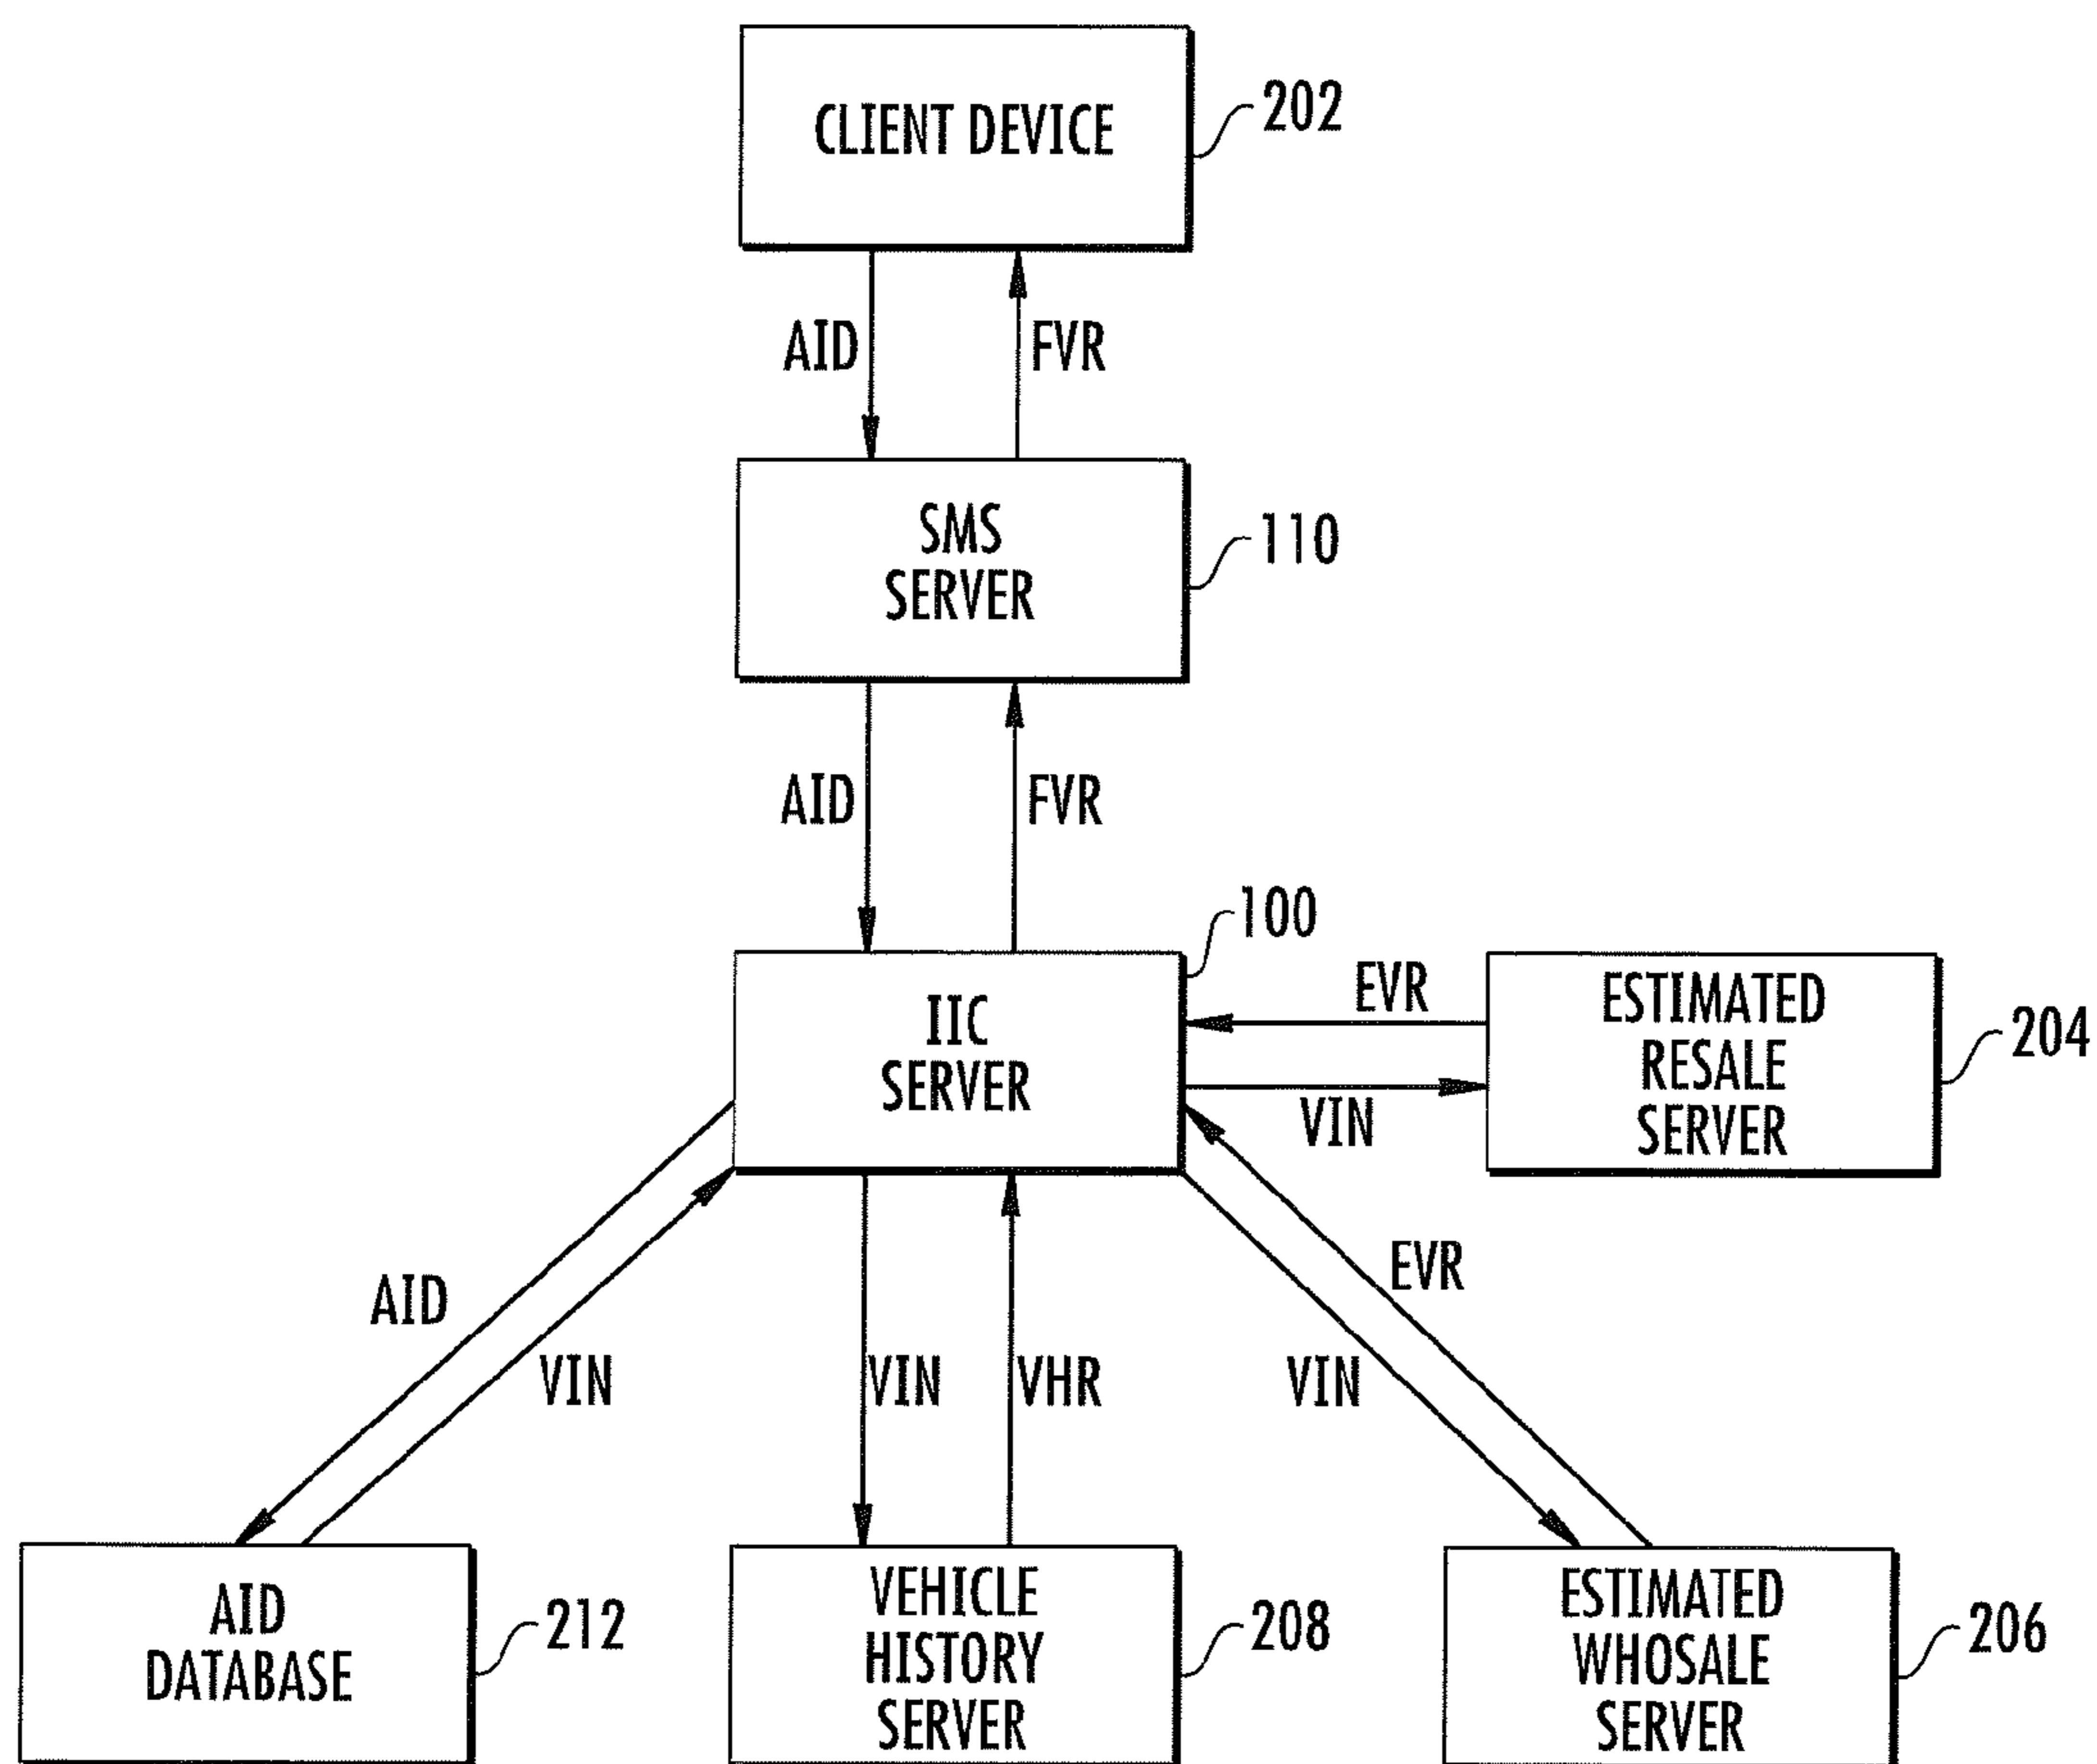 CLIENT DEVICE
202
AID
FVR
SMS
SERVER
110
AID
FVR
100
IIC
SERVER
EVR
VIN
ESTIMATED
RESALE
SERVER
204
AID
VIN
VIN
VHR
VIN
EVR
AID
DATABASE
212
VEHICLE
HISTORY
SERVER
208
ESTIMATED
WHOSALE
SERVER
206